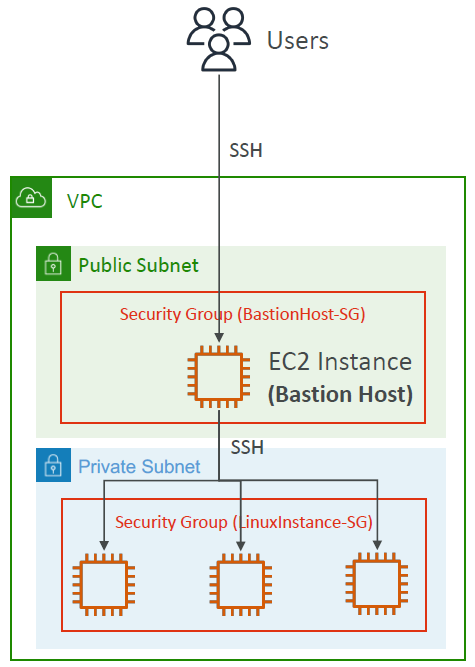 Users
SSH
VPC
Public Subnet
Security Group (BastionHost-SG)
EC2 Instance
(Bastion Host)
SSH
Private Subnet
Security Group (LinuxInstance-SG)